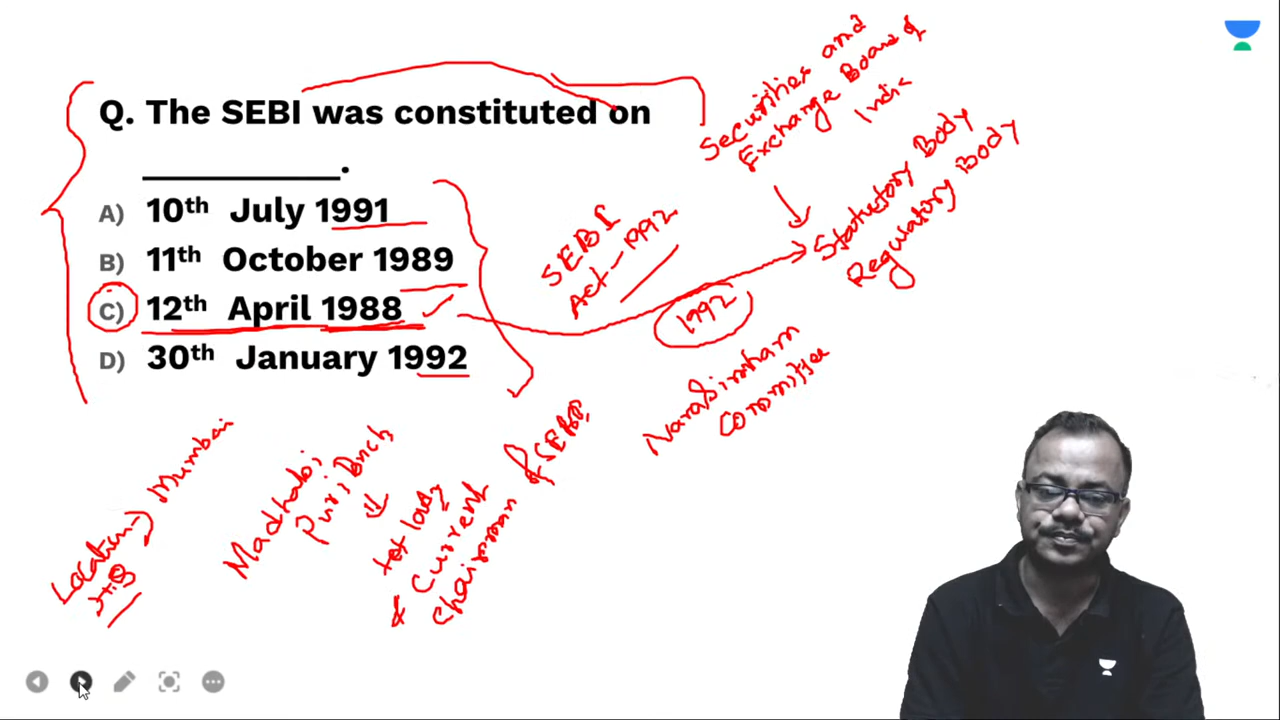 Q. The SEBI was constituted on
___________.
A) 10th July 1991
B) 11th October 1989
C) 12th April 1988
D) 30th January 1992
Securities and
Exchange Board of
India
Statutory Body
Regulatory Body
SEBI
Act-1992
1992
Narasimham
Committee
Location → Mumbai
H.Q
Madhabi
Puri Buch
1st lady
& Current
Chairman of SEBI